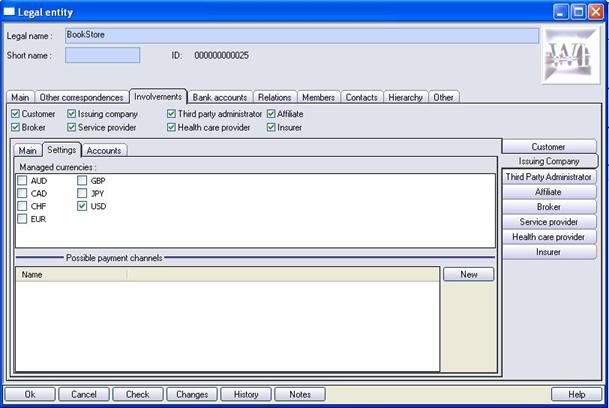 Legal entity
Legal name : BookStore
Short name : ID: 000000000025
Main Other correspondences Involvements Bank accounts Relations Members Contacts Hierarchy Other
Customer Issuing company Third party administrator Affiliate
Broker Service provider Health care provider Insurer
Main Settings Accounts
Managed currencies :
AUD GBP
CAD JPY
CHF USD
EUR
Possible payment channels
Name
New
Customer
Issuing Company
Third Party Administrator
Affiliate
Broker
Service provider
Health care provider
Insurer
Ok Cancel Check Changes History Notes Help